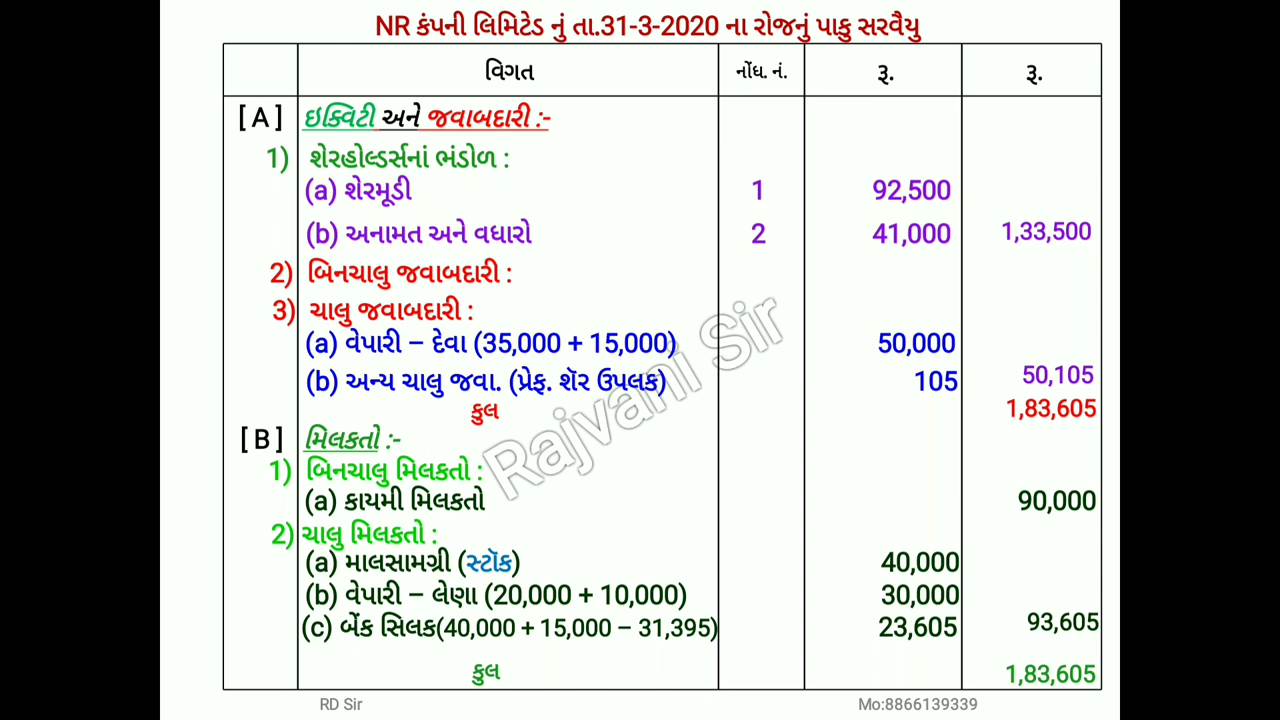 NR કંપની લિમિટેડ નું તા.31-3-2020 ના રોજનું પાકુ સરવૈયુ
વિગત નોંધ. નં. રૂ. રૂ.
[A] ઇક્વિટી અને જવાબદારી :-
1) શેરહોલ્ડર્સનાં ભંડોળ :
(a) શેરમૂડી 1 92,500
(b) અનામત અને વધારો 2 41,000 1,33,500
2) બિનચાલુ જવાબદારી :
3) ચાલુ જવાબદારી :
(a) વેપારી – દેવા (35,000 + 15,000) 50,000
(b) અન્ય ચાલુ જવા. (પ્રેફ. શૅર ઉપલક) 105 50,105
કુલ 1,83,605
[B] મિલકતો :-
1) બિનચાલુ મિલકતો :
(a) કાયમી મિલકતો 90,000
2) ચાલુ મિલકતો :
(a) માલસામગ્રી (સ્ટૉક) 40,000
(b) વેપારી – લેણા (20,000 + 10,000) 30,000
(c) બેંક સિલક(40,000 + 15,000 – 31,395) 23,605 93,605
કુલ 1,83,605
Rajvani Sir
RD Sir Mo:8866139339